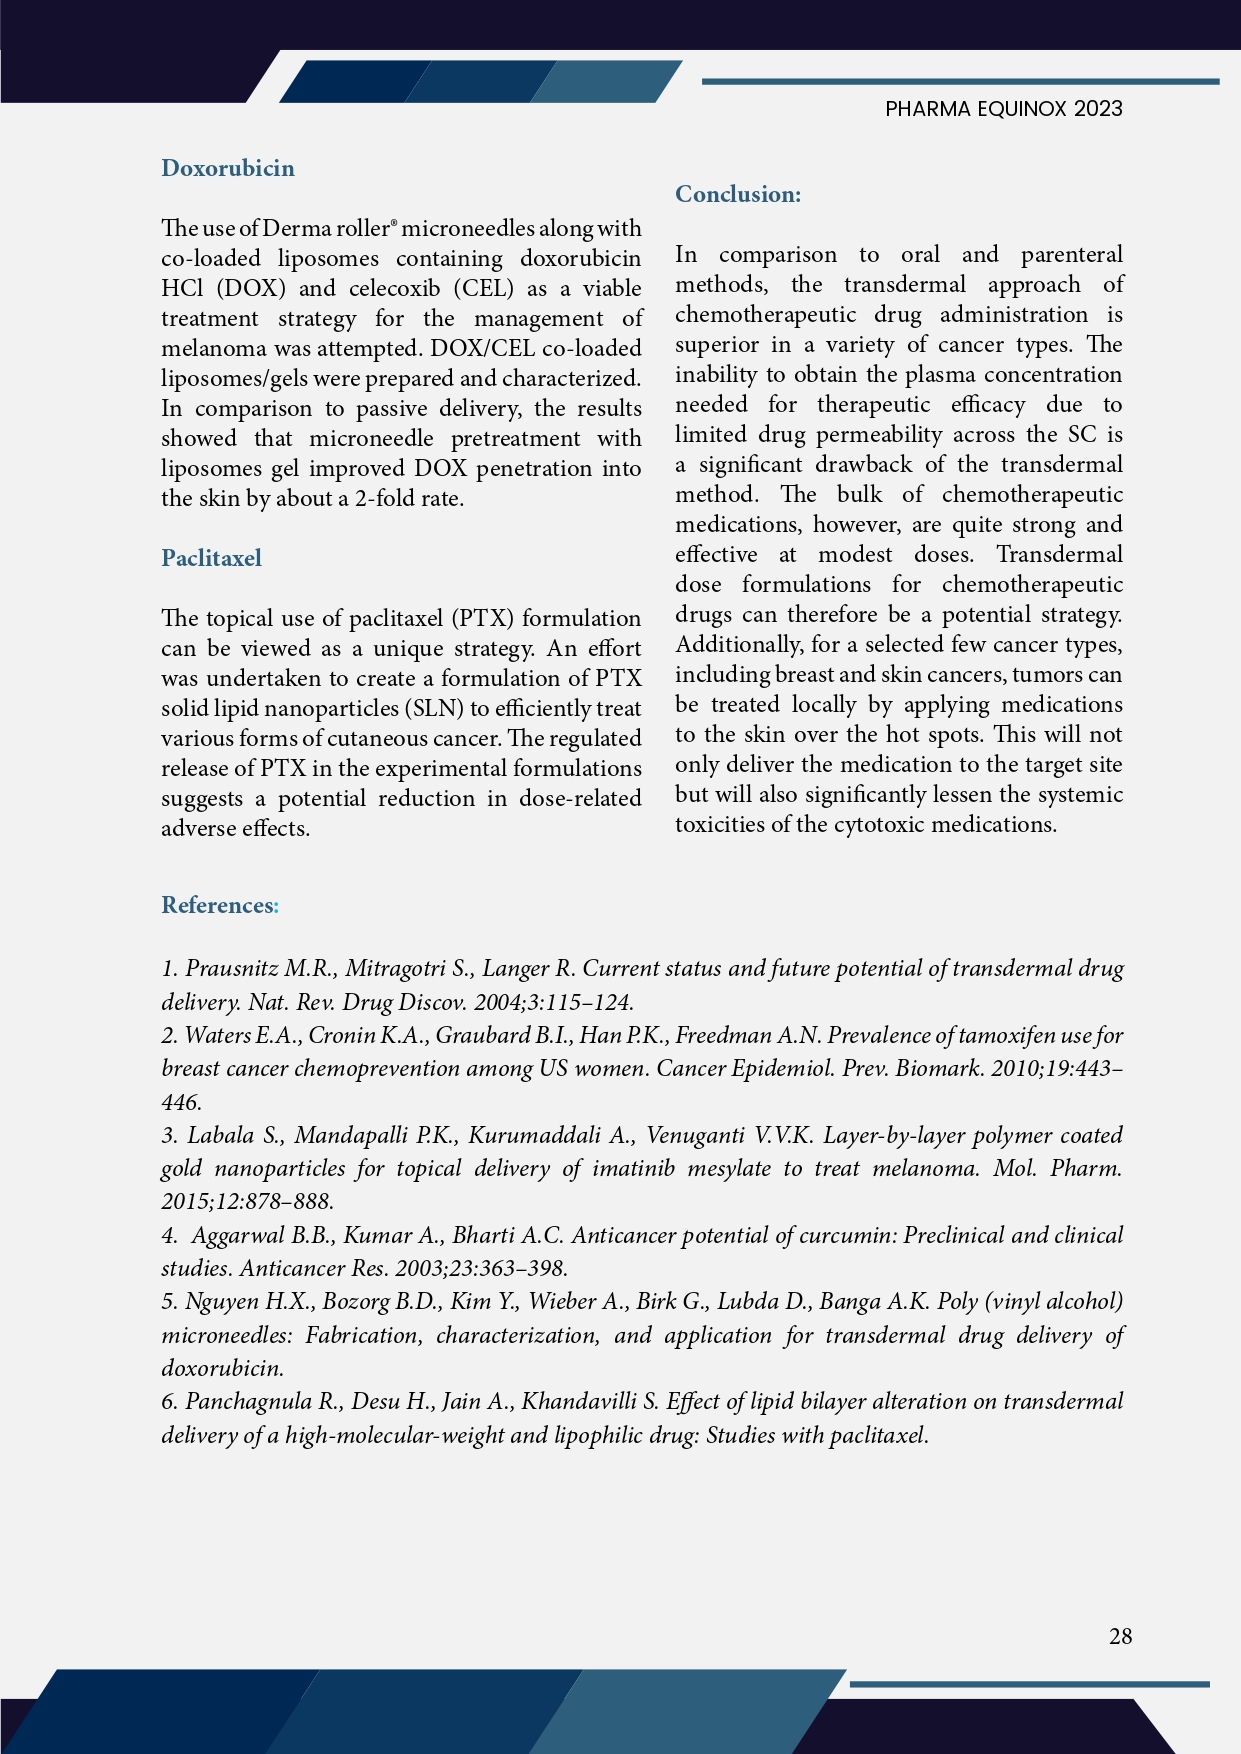 PHARMA EQUINOX 2023
Doxorubicin
The use of Derma roller® microneedles along with
co-loaded liposomes containing doxorubicin
HCl (DOX) and celecoxib (CEL) as a viable
treatment strategy for the management of
melanoma was attempted. DOX/CEL co-loaded
liposomes/gels were prepared and characterized.
In comparison to passive delivery, the results
showed that microneedle pretreatment with
liposomes gel improved DOX penetration into
the skin by about a 2-fold rate.
Paclitaxel
The topical use of paclitaxel (PTX) formulation
can be viewed as a unique strategy. An effort
was undertaken to create a formulation of PTX
solid lipid nanoparticles (SLN) to efficiently treat
various forms of cutaneous cancer. The regulated
release of PTX in the experimental formulations
suggests a potential reduction in dose-related
adverse effects.
Conclusion:
In comparison to oral and parenteral
methods, the transdermal approach of
chemotherapeutic drug administration is
superior in a variety of cancer types. The
inability to obtain the plasma concentration
needed for therapeutic efficacy due to
limited drug permeability across the SC is
a significant drawback of the transdermal
method. The bulk of chemotherapeutic
medications, however, are quite strong and
effective at modest doses. Transdermal
dose formulations for chemotherapeutic
drugs can therefore be a potential strategy.
Additionally, for a selected few cancer types,
including breast and skin cancers, tumors can
be treated locally by applying medications
to the skin over the hot spots. This will not
only deliver the medication to the target site
but will also significantly lessen the systemic
toxicities of the cytotoxic medications.
References:
1. Prausnitz M.R., Mitragotri S., Langer R. Current status and future potential of transdermal drug
delivery. Nat. Rev. Drug Discov. 2004;3:115–124.
2. Waters E.A., Cronin K.A., Graubard B.I., Han P.K., Freedman A.N. Prevalence of tamoxifen use for
breast cancer chemoprevention among US women. Cancer Epidemiol. Prev. Biomark. 2010;19:443–
446.
3. Labala S., Mandapalli P.K., Kurumaddali A., Venuganti V.V.K. Layer-by-layer polymer coated
gold nanoparticles for topical delivery of imatinib mesylate to treat melanoma. Mol. Pharm.
2015;12:878–888.
4. Aggarwal B.B., Kumar A., Bharti A.C. Anticancer potential of curcumin: Preclinical and clinical
studies. Anticancer Res. 2003;23:363–398.
5. Nguyen H.X., Bozorg B.D., Kim Y., Wieber A., Birk G., Lubda D., Banga A.K. Poly (vinyl alcohol)
microneedles: Fabrication, characterization, and application for transdermal drug delivery of
doxorubicin.
6. Panchagnula R., Desu H., Jain A., Khandavilli S. Effect of lipid bilayer alteration on transdermal
delivery of a high-molecular-weight and lipophilic drug: Studies with paclitaxel.
28